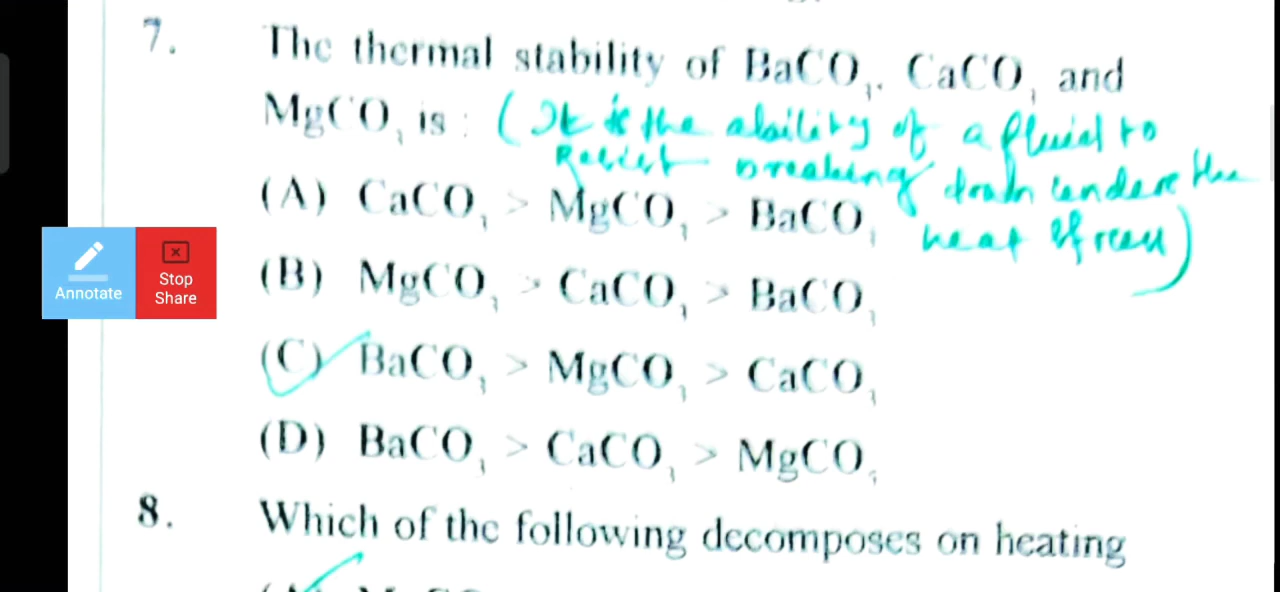 7. The thermal stability of BaCO₃, CaCO₃ and
MgCO₃ is : (It is the ability of a fluid to
Resist breaking down undere the
heat
(A) CaCO₃ > MgCO₃ > BaCO₃
(B) MgCO₃ > CaCO₃ > BaCO₃
Annotate
Stop
Share
(C) BaCO₃ > MgCO₃ > CaCO₃
(D) BaCO₃ > CaCO₃ > MgCO₃
8. Which of the following decomposes on heating